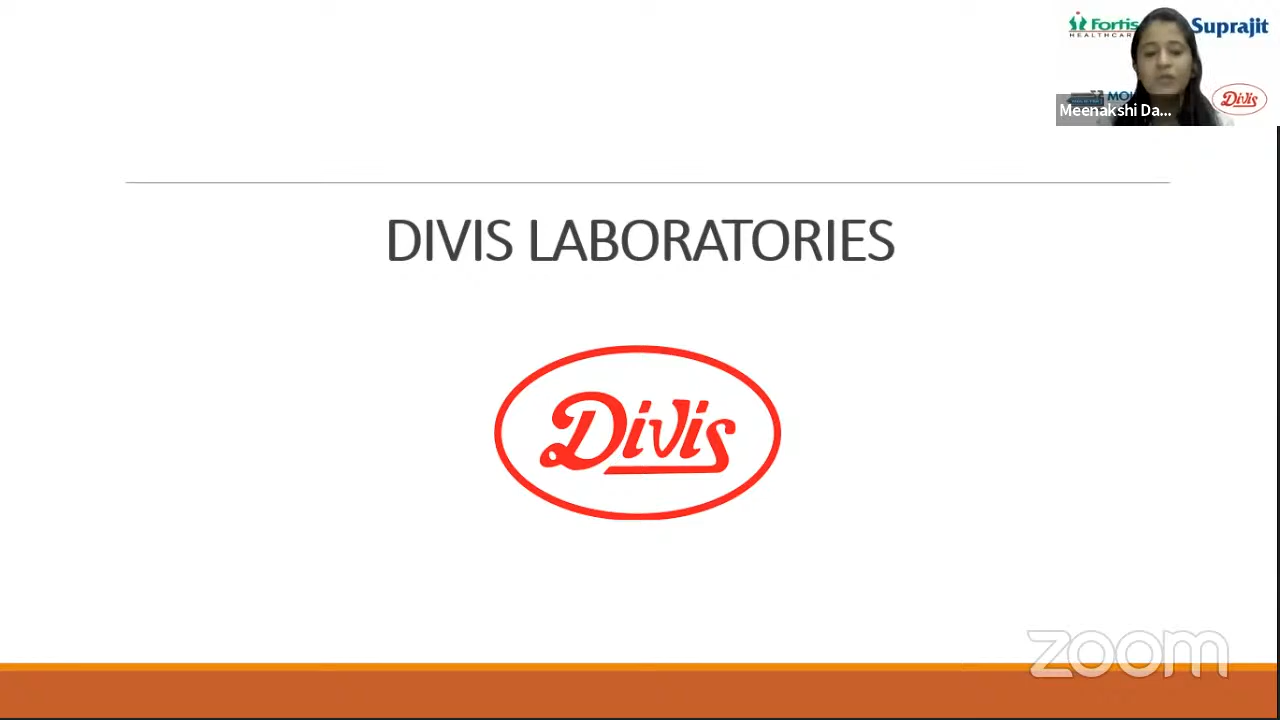 Fortis
HEALTHCARE
Suprajit
Divis
Meenakshi Da...
DIVIS LABORATORIES
Divis
zoom